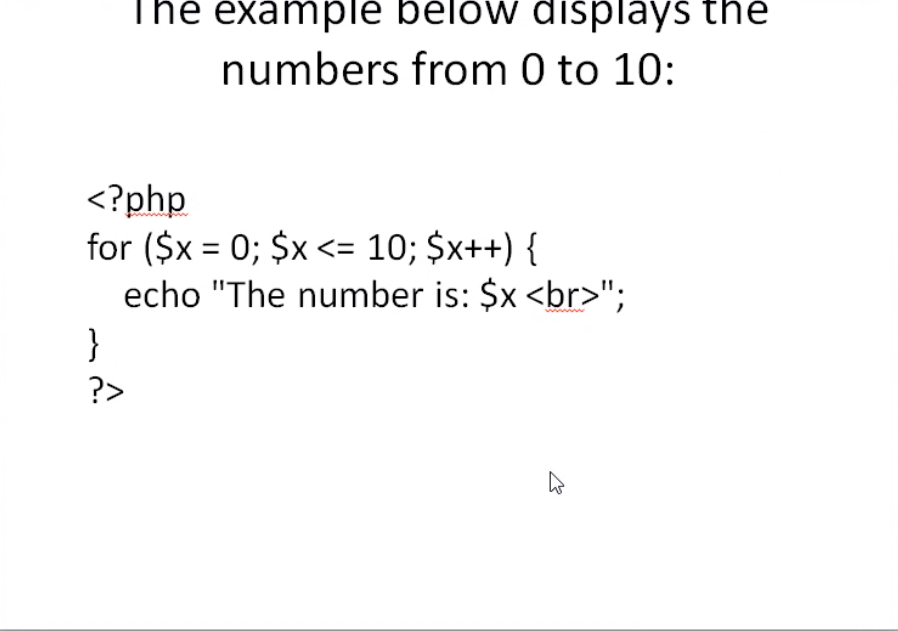 The example below displays the
numbers from 0 to 10:
<?php
for ($x = 0; $x <= 10; $x++) {
    echo "The number is: $x <br>";
}
?>